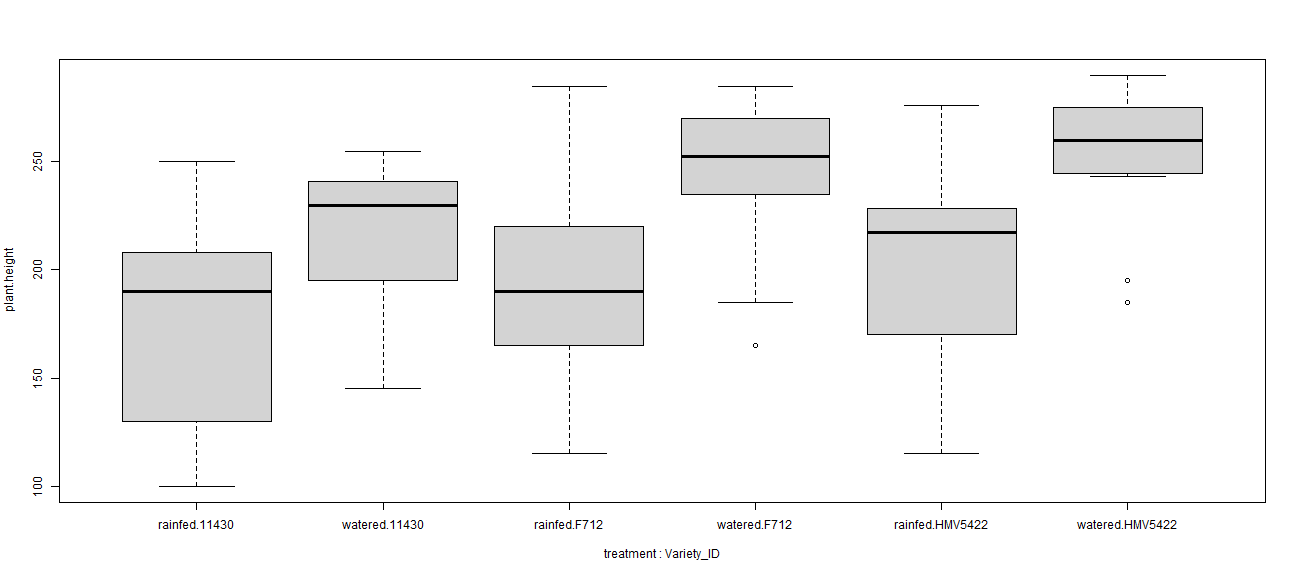 plant.height
250
200
150
100
rainfed.11430 watered.11430 rainfed.F712 watered.F712 rainfed.HMV5422 watered.HMV5422
treatment : Variety_ID